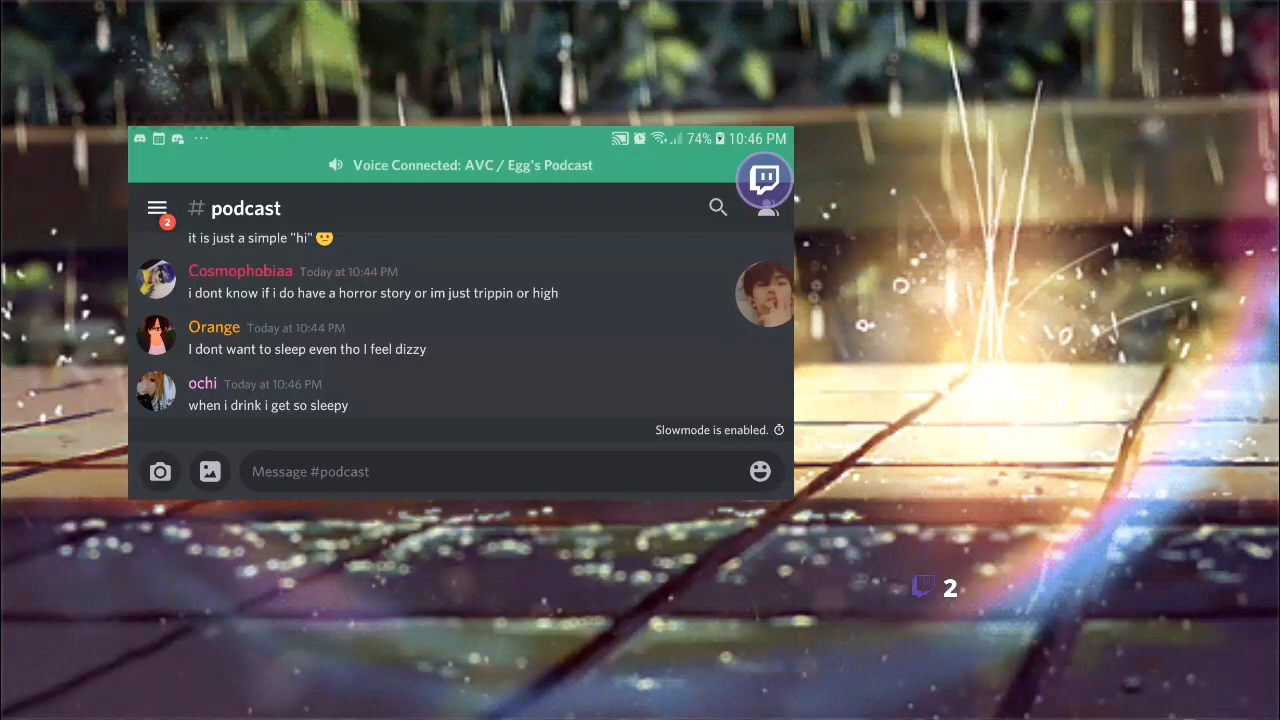 74% 10:46 PM
Voice Connected: AVC / Egg's Podcast
# podcast
2
it is just a simple "hi" 😕
Cosmophobiaa Today at 10:44 PM
i dont know if i do have a horror story or im just trippin or high
Orange Today at 10:44 PM
I dont want to sleep even tho I feel dizzy
ochi Today at 10:46 PM
when i drink i get so sleepy
Slowmode is enabled.
Message #podcast
2